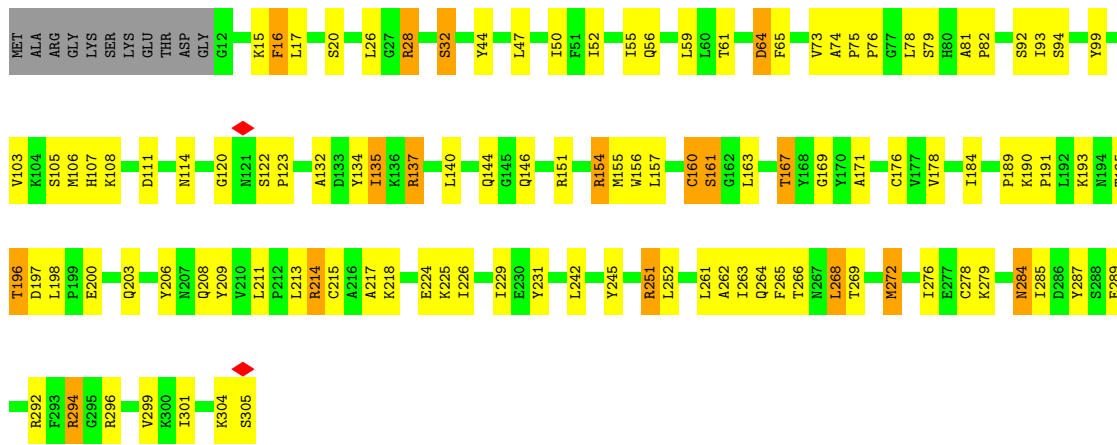 MET ALA ARG GLY LYS SER LYS GLU THR ASP GLY G12 K15 F16 L17 S20 L26 G27 R28 S32 Y44 L47 I50 F51 I52 I55 Q56 L59 L60 T61 D64 F65 V73 A74 P75 P76 G77 L78 S79 H80 A81 P82 S92 I93 S94 Y99
V103 K104 S105 M106 H107 K108 D111 N114 G120 N121 S122 P123 A132 D133 Y134 I135 K136 R137 L140 Q144 G145 Q146 R151 R154 M155 W156 L157 C160 S161 G162 L163 T167 Y168 G169 Y170 A171 C176 V177 V178 I184 P189 K190 P191 L192 K193 N194
T196 D197 L198 P199 E200 Q203 Y206 N207 Q208 Y209 V210 L211 P212 L213 R214 C215 A216 A217 K218 E224 K225 I226 I229 E230 Y231 L242 Y245 R251 L252 L261 A262 I263 Q264 F265 T266 N267 L268 T269 M272 I276 E277 C278 K279 N284 I285 D286 Y287 S288
R292 F293 R294 G295 R296 V299 K300 I301 K304 S305